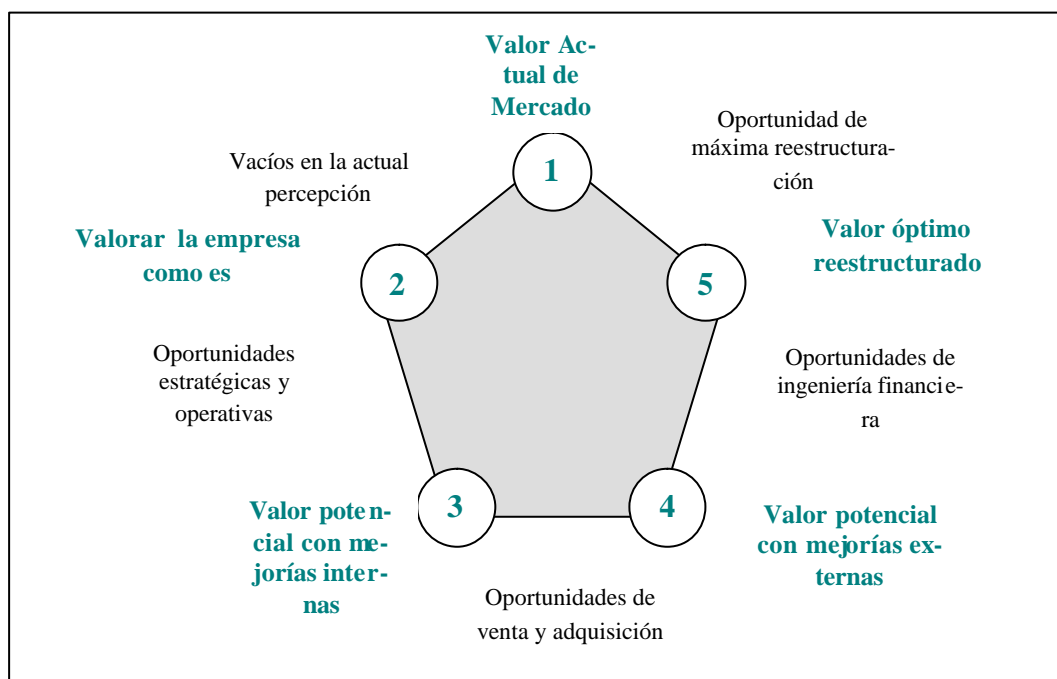 Valor Ac-
tual de
Mercado
1
Oportunidad de
máxima reestructura-
ción
Vacíos en la actual
percepción
Valorar la empresa
como es
2
Valor óptimo
reestructurado
5
Oportunidades
estratégicas y
operativas
Oportunidades de
ingeniería financie-
ra
Valor poten-
cial con me-
jorías inter-
nas
3
4
Valor potencial
con mejorías ex-
ternas
Oportunidades de
venta y adquisición